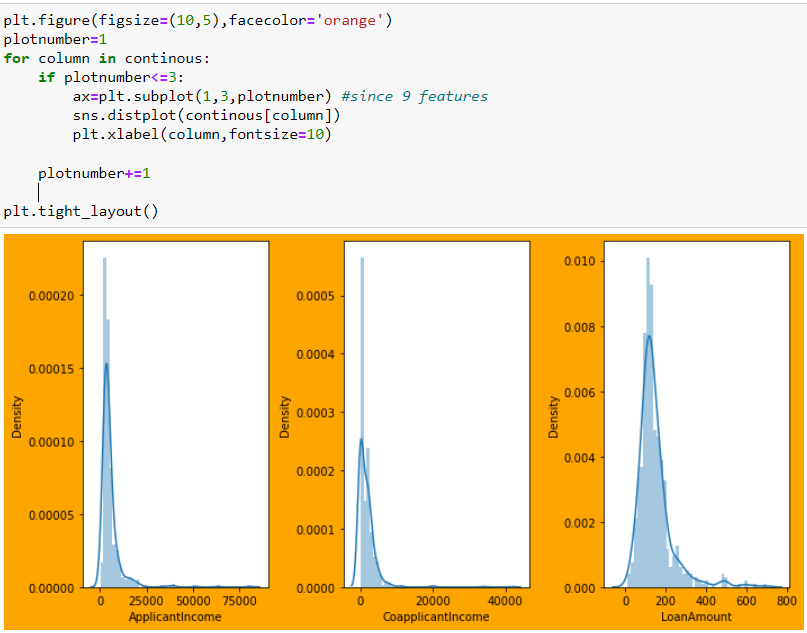 plt.figure(figsize=(10,5),facecolor='orange')
plotnumber=1
for column in continous:
    if plotnumber<=3:
        ax=plt.subplot(1,3,plotnumber) #since 9 features
        sns.distplot(continous[column])
        plt.xlabel(column,fontsize=10)
    plotnumber+=1
plt.tight_layout()
0.00020
0.00015
0.00010
0.00005
0.00000
Density
0 25000 50000 75000
ApplicantIncome
0.0005
0.0004
0.0003
0.0002
0.0001
0.0000
Density
0 20000 40000
CoapplicantIncome
0.010
0.008
0.006
0.004
0.002
0.000
Density
0 200 400 600 800
LoanAmount